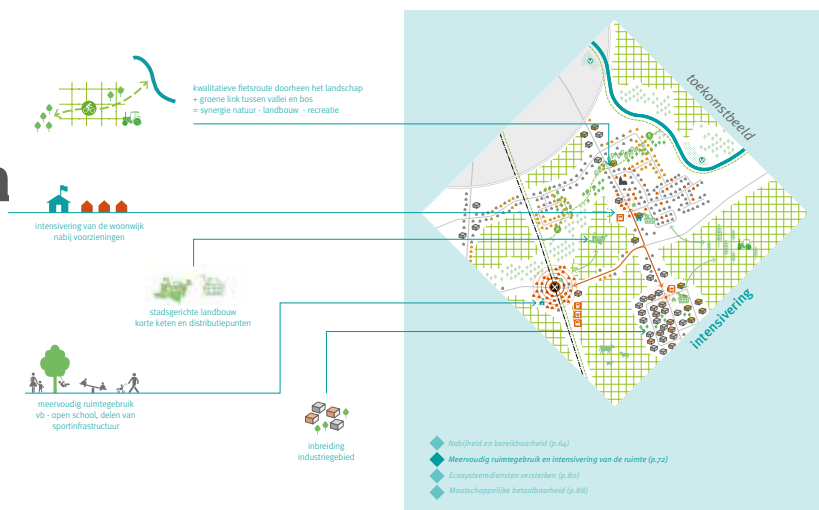 kwalitatieve fietsroute doorheen het landschap
+ groene link tussen vallei en bos
= synergie natuur - landbouw - recreatie
intensivering van de woonwijk
nabij voorzieningen
stadsgerichte landbouw
korte keten en distributiepunten
meervoudig ruimtegebruik
vb - open school, delen van
sportinfrastructuur
inbreiding
industriegebied
toekomstbeeld
intensivering
Nabijheid en bereikbaarheid (p.64)
Meervoudig ruimtegebruik en intensivering van de ruimte (p.72)
Ecosysteemdiensten versterken (p.80)
Maatschappelijke betaalbaarheid (p.88)